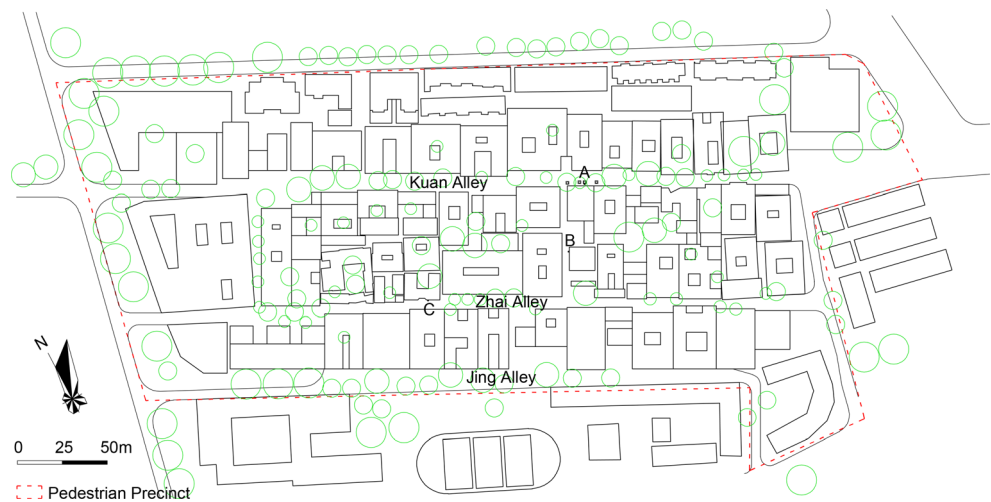 A
Kuan Alley
B
Zhai Alley
C
Jing Alley
N
0 25 50m
Pedestrian Precinct